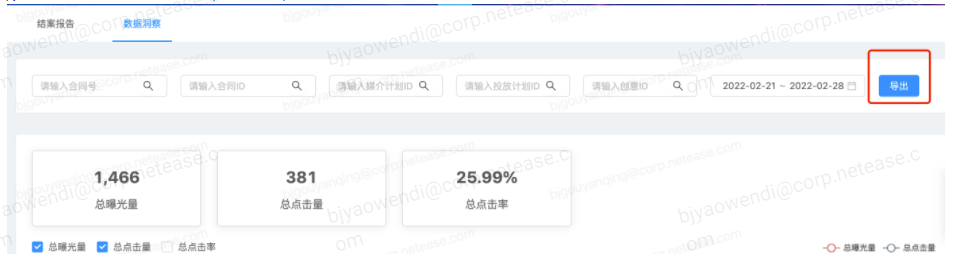 结案报告 数据洞察
请输入合同号 请输入合同ID 请输入媒介计划ID 请输入投放计划ID 请输入创意ID 2022-02-21 ~ 2022-02-28 导出
1,466 381 25.99%
总曝光量 总点击量 总点击率
总曝光量 总点击量 总点击率
总曝光量 总点击量
bjyaowendi@corp.netease.com
bjgouyanqing@corp.netease.com